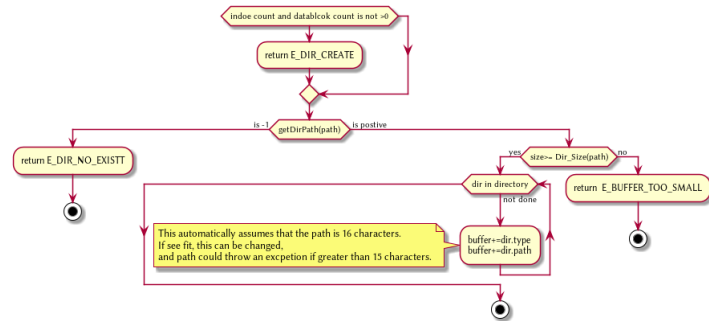 indoe count and datablcok count is not >0
return E_DIR_CREATE
is -1
getDirPath(path)
is postive
return E_DIR_NO_EXISTT
yes
size>= Dir_Size(path)
no
dir in directory
return E_BUFFER_TOO_SMALL
not done
This automatically assumes that the path is 16 characters.
If see fit, this can be changed,
and path could throw an excpetion if greater than 15 characters.
buffer+=dir.type
buffer+=dir.path